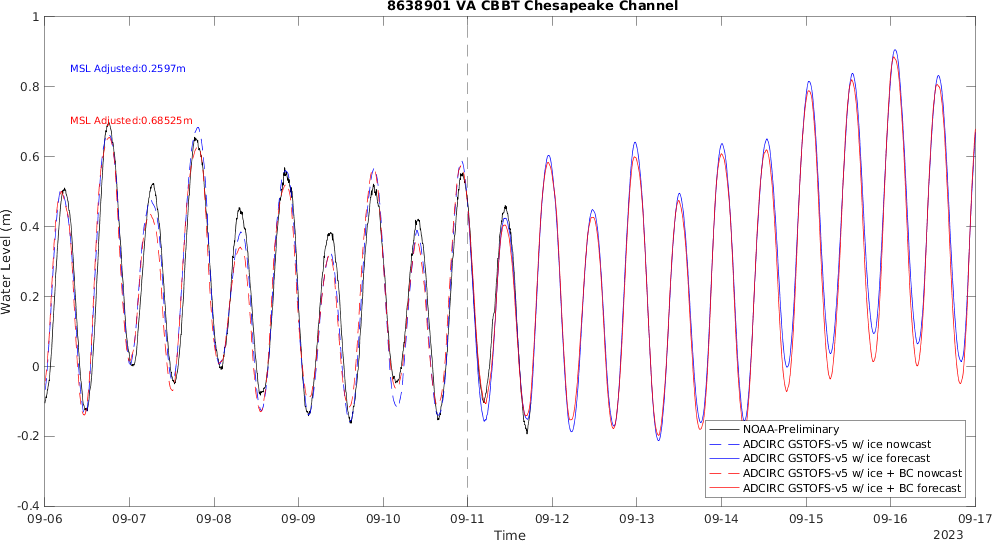 8638901 VA CBBT Chesapeake Channel
MSL Adjusted:0.2597m
MSL Adjusted:0.68525m
Water Level (m)
1
0.8
0.6
0.4
0.2
0
-0.2
-0.4
NOAA-Preliminary
ADCIRC GSTOFS-v5 w/ ice nowcast
ADCIRC GSTOFS-v5 w/ ice forecast
ADCIRC GSTOFS-v5 w/ ice + BC nowcast
ADCIRC GSTOFS-v5 w/ ice + BC forecast
09-06 09-07 09-08 09-09 09-10 09-11 09-12 09-13 09-14 09-15 09-16 09-17
Time
2023